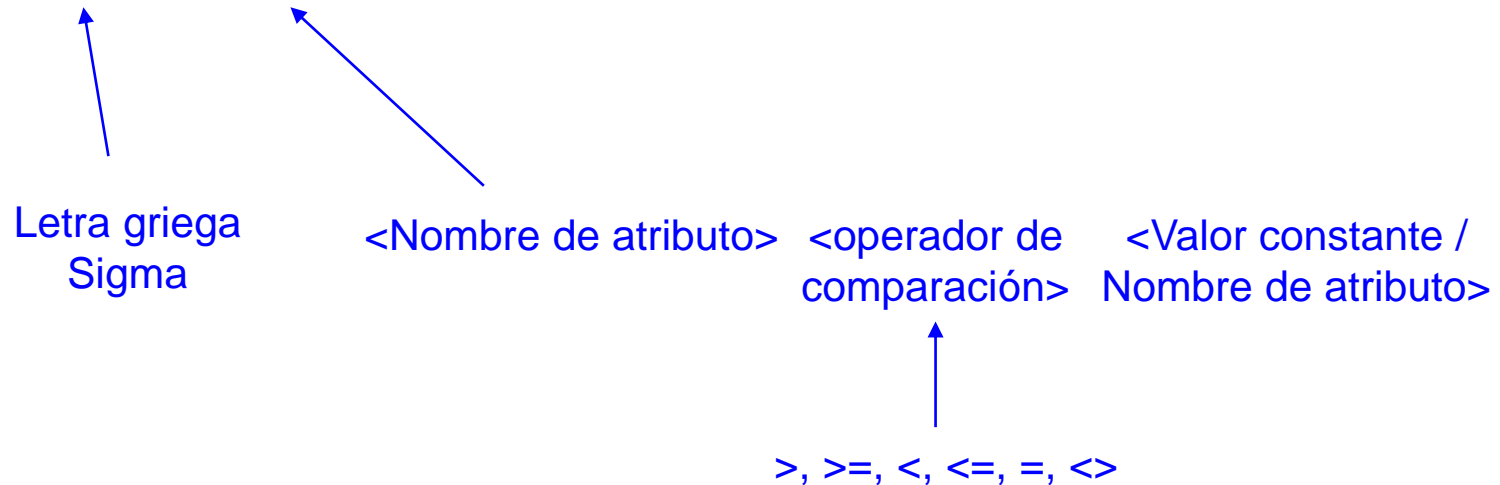 Letra griega
Sigma
<Nombre de atributo>
<operador de
comparación>
<Valor constante /
Nombre de atributo>
>, >=, <, <=, =, <>